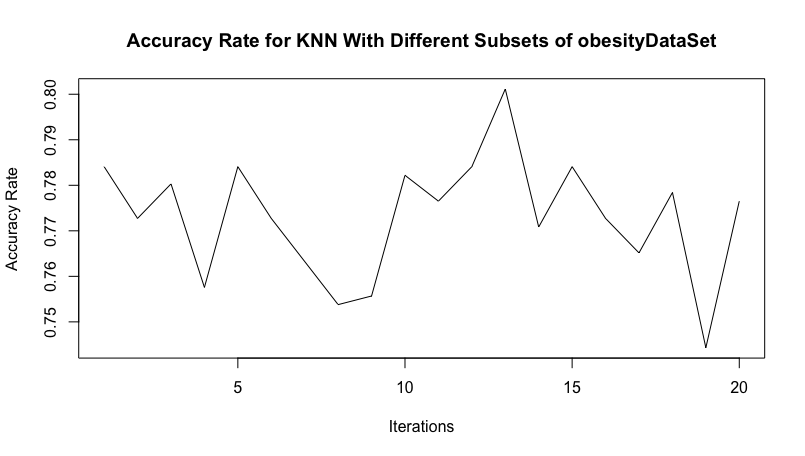 Accuracy Rate for KNN With Different Subsets of obesityDataSet
Accuracy Rate
0.80
0.79
0.78
0.77
0.76
0.75
5 10 15 20
Iterations